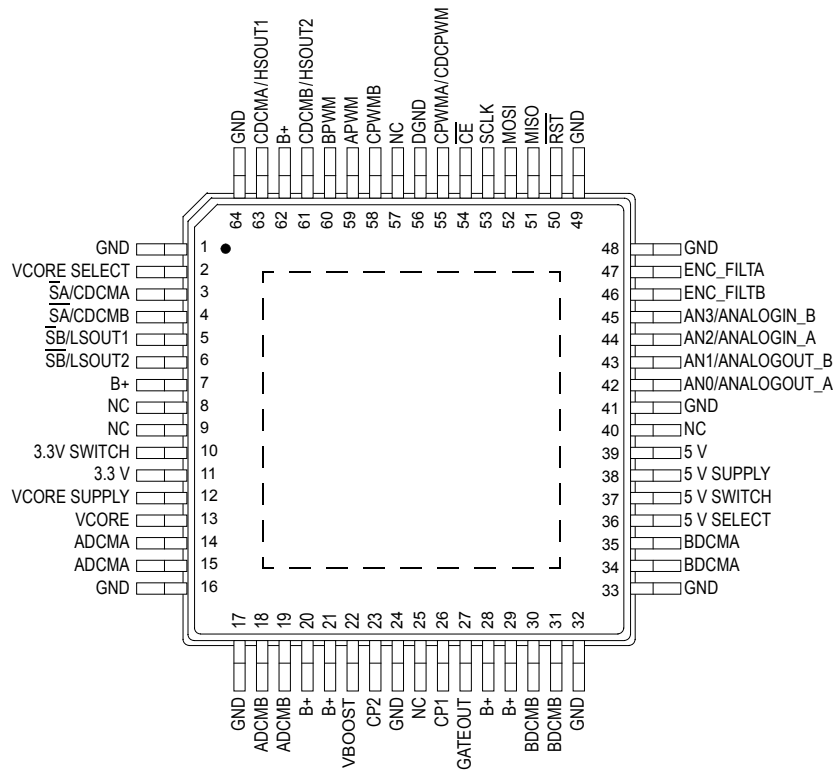 GND
CDCMA/HSOUT1
B+
CDCMB/HSOUT2
BPWM
APWM
CPWMB
NC
DGND
CPWMA/CDCPWM
C̅E̅
SCLK
MOSI
MISO
R̅S̅T̅
GND
64
63
62
61
60
59
58
57
56
55
54
53
52
51
50
49
GND 1
VCORE SELECT 2
S̅A/CDCMA 3
S̅A̅/CDCMB 4
S̅B/LSOUT1 5
S̅B̅/LSOUT2 6
B+ 7
NC 8
NC 9
3.3V SWITCH 10
3.3 V 11
VCORE SUPPLY 12
VCORE 13
ADCMA 14
ADCMA 15
GND 16
48 GND
47 ENC_FILTA
46 ENC_FILTB
45 AN3/ANALOGIN_B
44 AN2/ANALOGIN_A
43 AN1/ANALOGOUT_B
42 AN0/ANALOGOUT_A
41 GND
40 NC
39 5 V
38 5 V SUPPLY
37 5 V SWITCH
36 5 V SELECT
35 BDCMA
34 BDCMA
33 GND
17
18
19
20
21
22
23
24
25
26
27
28
29
30
31
32
GND
ADCMB
ADCMB
B+
B+
VBOOST
CP2
GND
NC
CP1
GATEOUT
B+
B+
BDCMB
BDCMB
GND